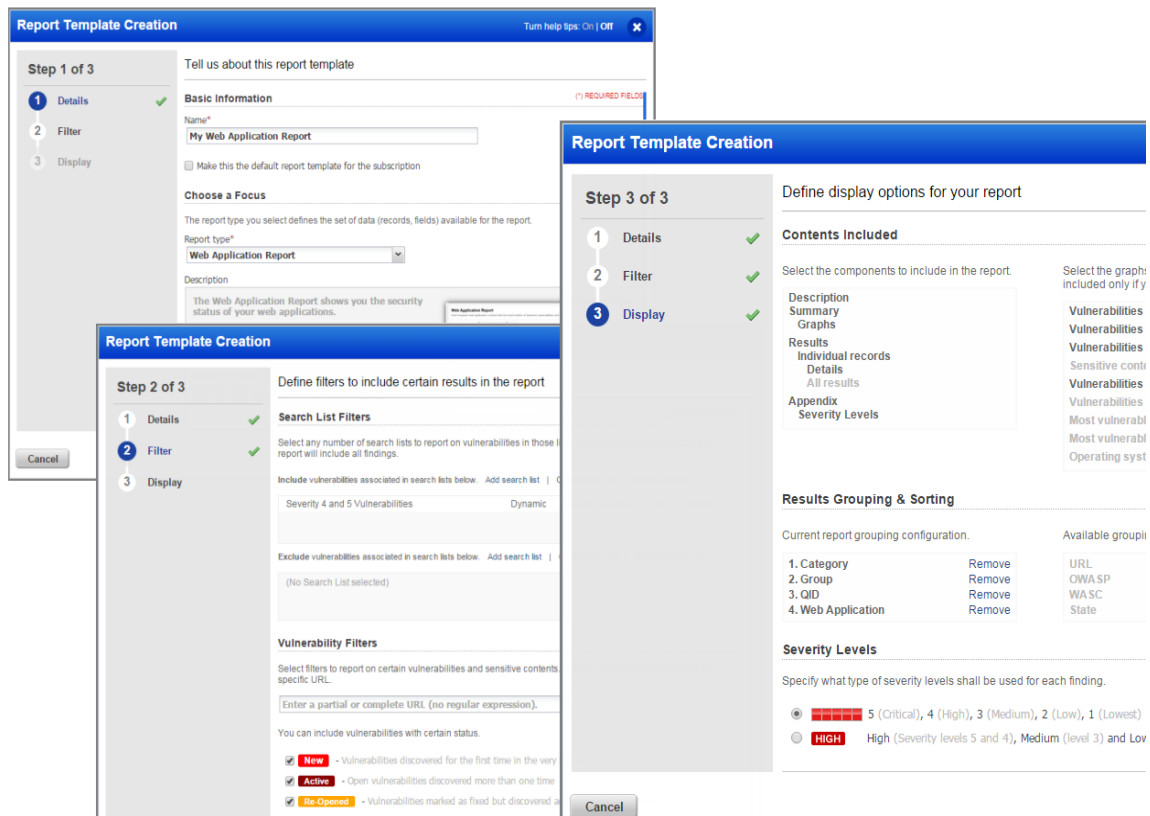 Report Template Creation
Turn help tips: On | Off
Step 1 of 3
1 Details
2 Filter
3 Display
Tell us about this report template
Basic Information
(*) REQUIRED FIELDS
Name*
My Web Application Report
Make this the default report template for the subscription
Choose a Focus
The report type you select defines the set of data (records, fields) available for the report.
Report type*
Web Application Report
Description
The Web Application Report shows you the security
status of your web applications.
Web Application Report
Cancel
Report Template Creation
Step 2 of 3
1 Details
2 Filter
3 Display
Define filters to include certain results in the report
Search List Filters
Select any number of search lists to report on vulnerabilities in those
report will include all findings.
Include vulnerabilities associated in search lists below. Add search list |
Severity 4 and 5 Vulnerabilities Dynamic
Exclude vulnerabilities associated in search lists below. Add search list |
(No Search List selected)
Vulnerability Filters
Select filters to report on certain vulnerabilities and sensitive contents.
specific URL.
Enter a partial or complete URL (no regular expression).
You can include vulnerabilities with certain status.
New - Vulnerabilities discovered for the first time in the very
Active - Open vulnerabilities discovered more than one time
Re-Opened - Vulnerabilities marked as fixed but discovered
Report Template Creation
Step 3 of 3
1 Details
2 Filter
3 Display
Define display options for your report
Contents Included
Select the components to include in the report.
Description
Summary
Graphs
Results
Individual records
Details
All results
Appendix
Severity Levels
Select the graphs
included only if y
Vulnerabilities
Vulnerabilities
Vulnerabilities
Sensitive conte
Vulnerabilities
Vulnerabilities
Most vulnerabl
Most vulnerabl
Operating syst
Results Grouping & Sorting
Current report grouping configuration.
1. Category Remove
2. Group Remove
3. QID Remove
4. Web Application Remove
Available groupi
URL
OWASP
WASC
State
Severity Levels
Specify what type of severity levels shall be used for each finding.
5 (Critical), 4 (High), 3 (Medium), 2 (Low), 1 (Lowest)
HIGH High (Severity levels 5 and 4), Medium (level 3) and Low
Cancel